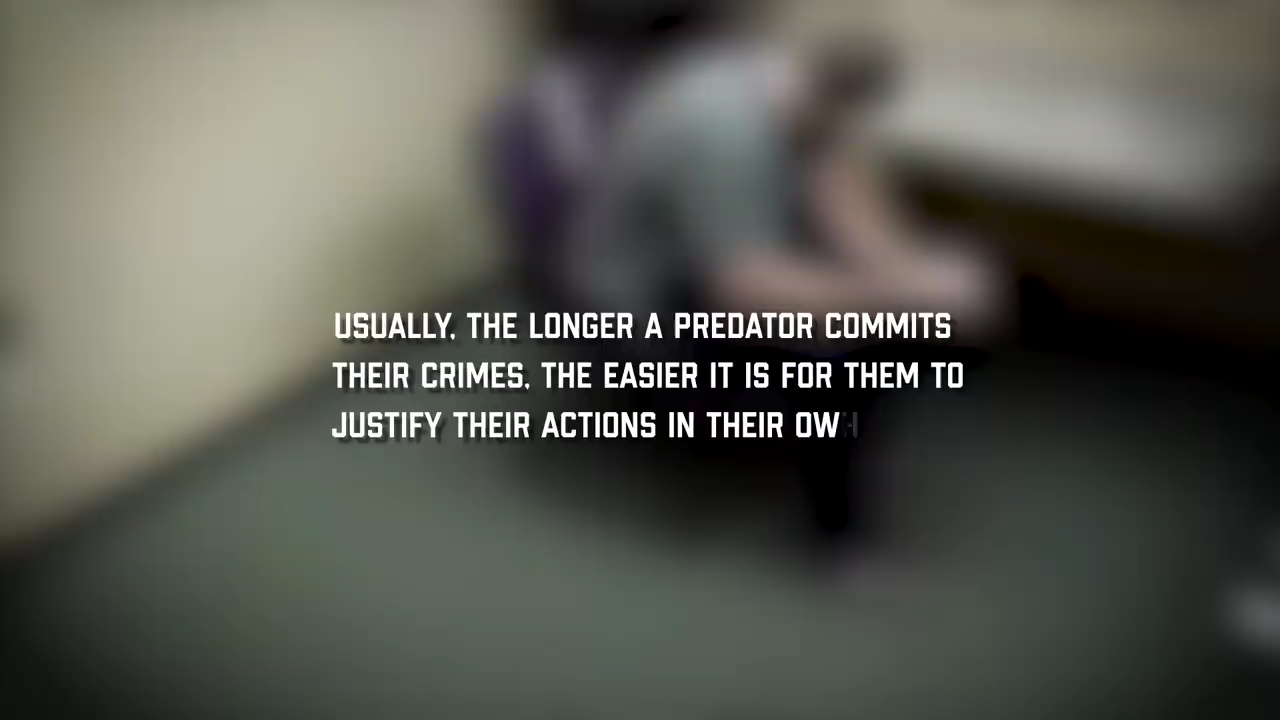 USUALLY, THE LONGER A PREDATOR COMMITS
THEIR CRIMES, THE EASIER IT IS FOR THEM TO
JUSTIFY THEIR ACTIONS IN THEIR OW